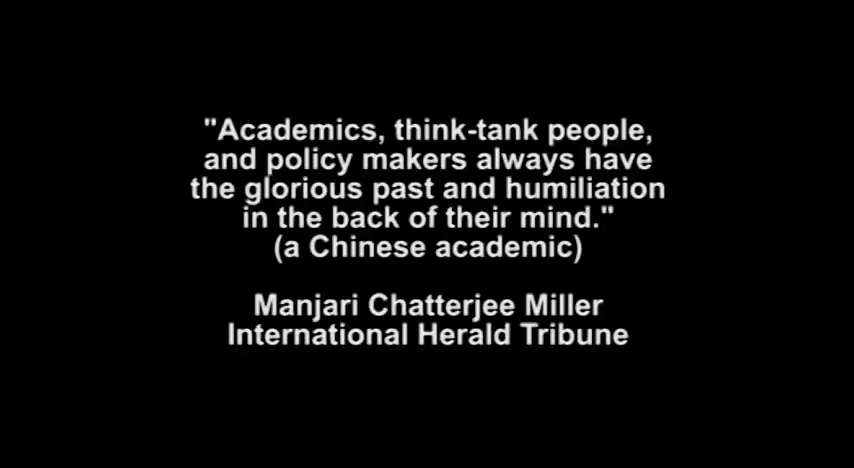 "Academics, think-tank people,
and policy makers always have
the glorious past and humiliation
in the back of their mind."
(a Chinese academic)
Manjari Chatterjee Miller
International Herald Tribune